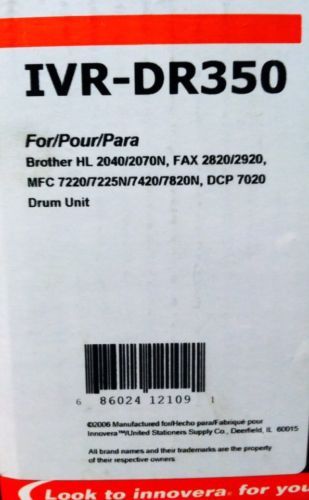 IVR-DR350
For/Pour/Para
Brother HL 2040/2070N, FAX 2820/2920,
MFC 7220/7225N/7420/7820N, DCP 7020
Drum Unit
6 86024 12109 1
©2006 Manufactured for/Hecho para/Fabriqué pour
Innovera™/United Stationers Supply Co., Deerfield, IL 60015
All brand names and their trademarks are the property
of their respective owners.
Look to innovera® for you